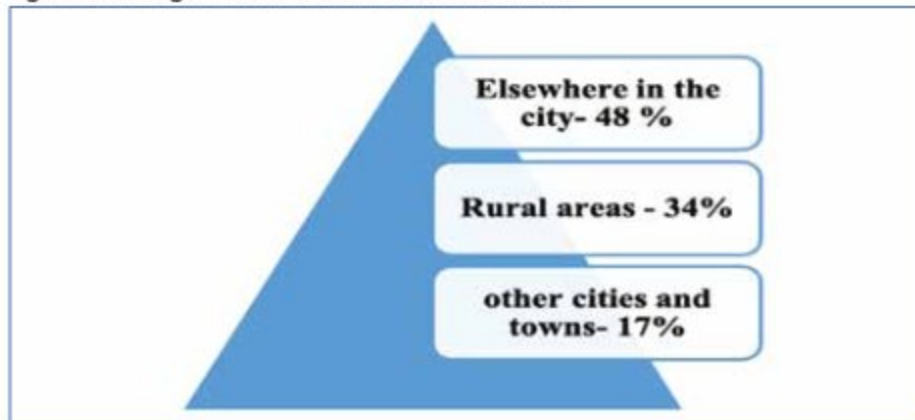 Elsewhere in the
city- 48 %
Rural areas - 34%
other cities and
towns- 17%